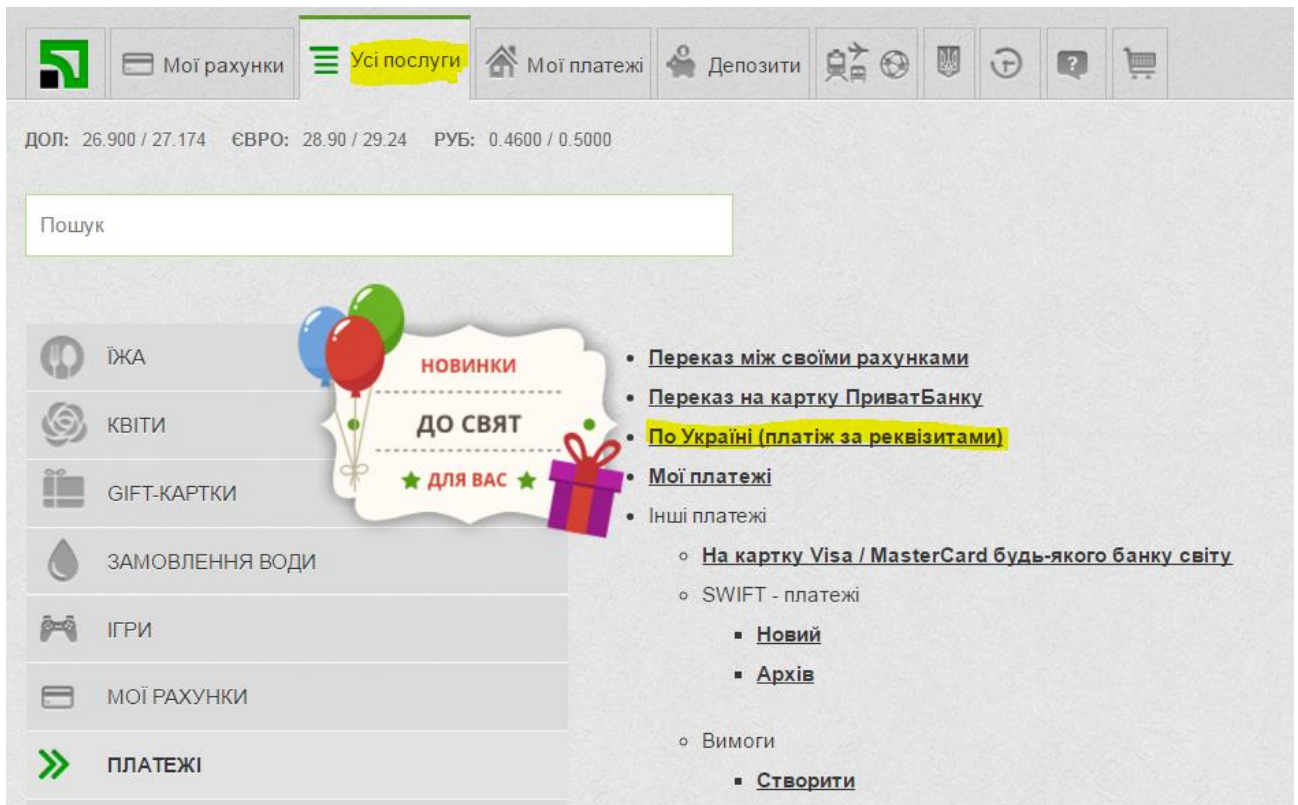 Мої рахунки Усі послуги Мої платежі Депозити
ДОЛ: 26.900 / 27.174 ЄВРО: 28.90 / 29.24 РУБ: 0.4600 / 0.5000
Пошук
ЇЖА
КВІТИ
GIFT-КАРТКИ
ЗАМОВЛЕННЯ ВОДИ
ІГРИ
МОЇ РАХУНКИ
ПЛАТЕЖІ
НОВИНКИ
ДО СВЯТ
ДЛЯ ВАС
Переказ між своїми рахунками
Переказ на картку ПриватБанку
По Україні (платіж за реквізитами)
Мої платежі
Інші платежі
На картку Visa / MasterCard будь-якого банку світу
SWIFT - платежі
Новий
Архів
Вимоги
Створити